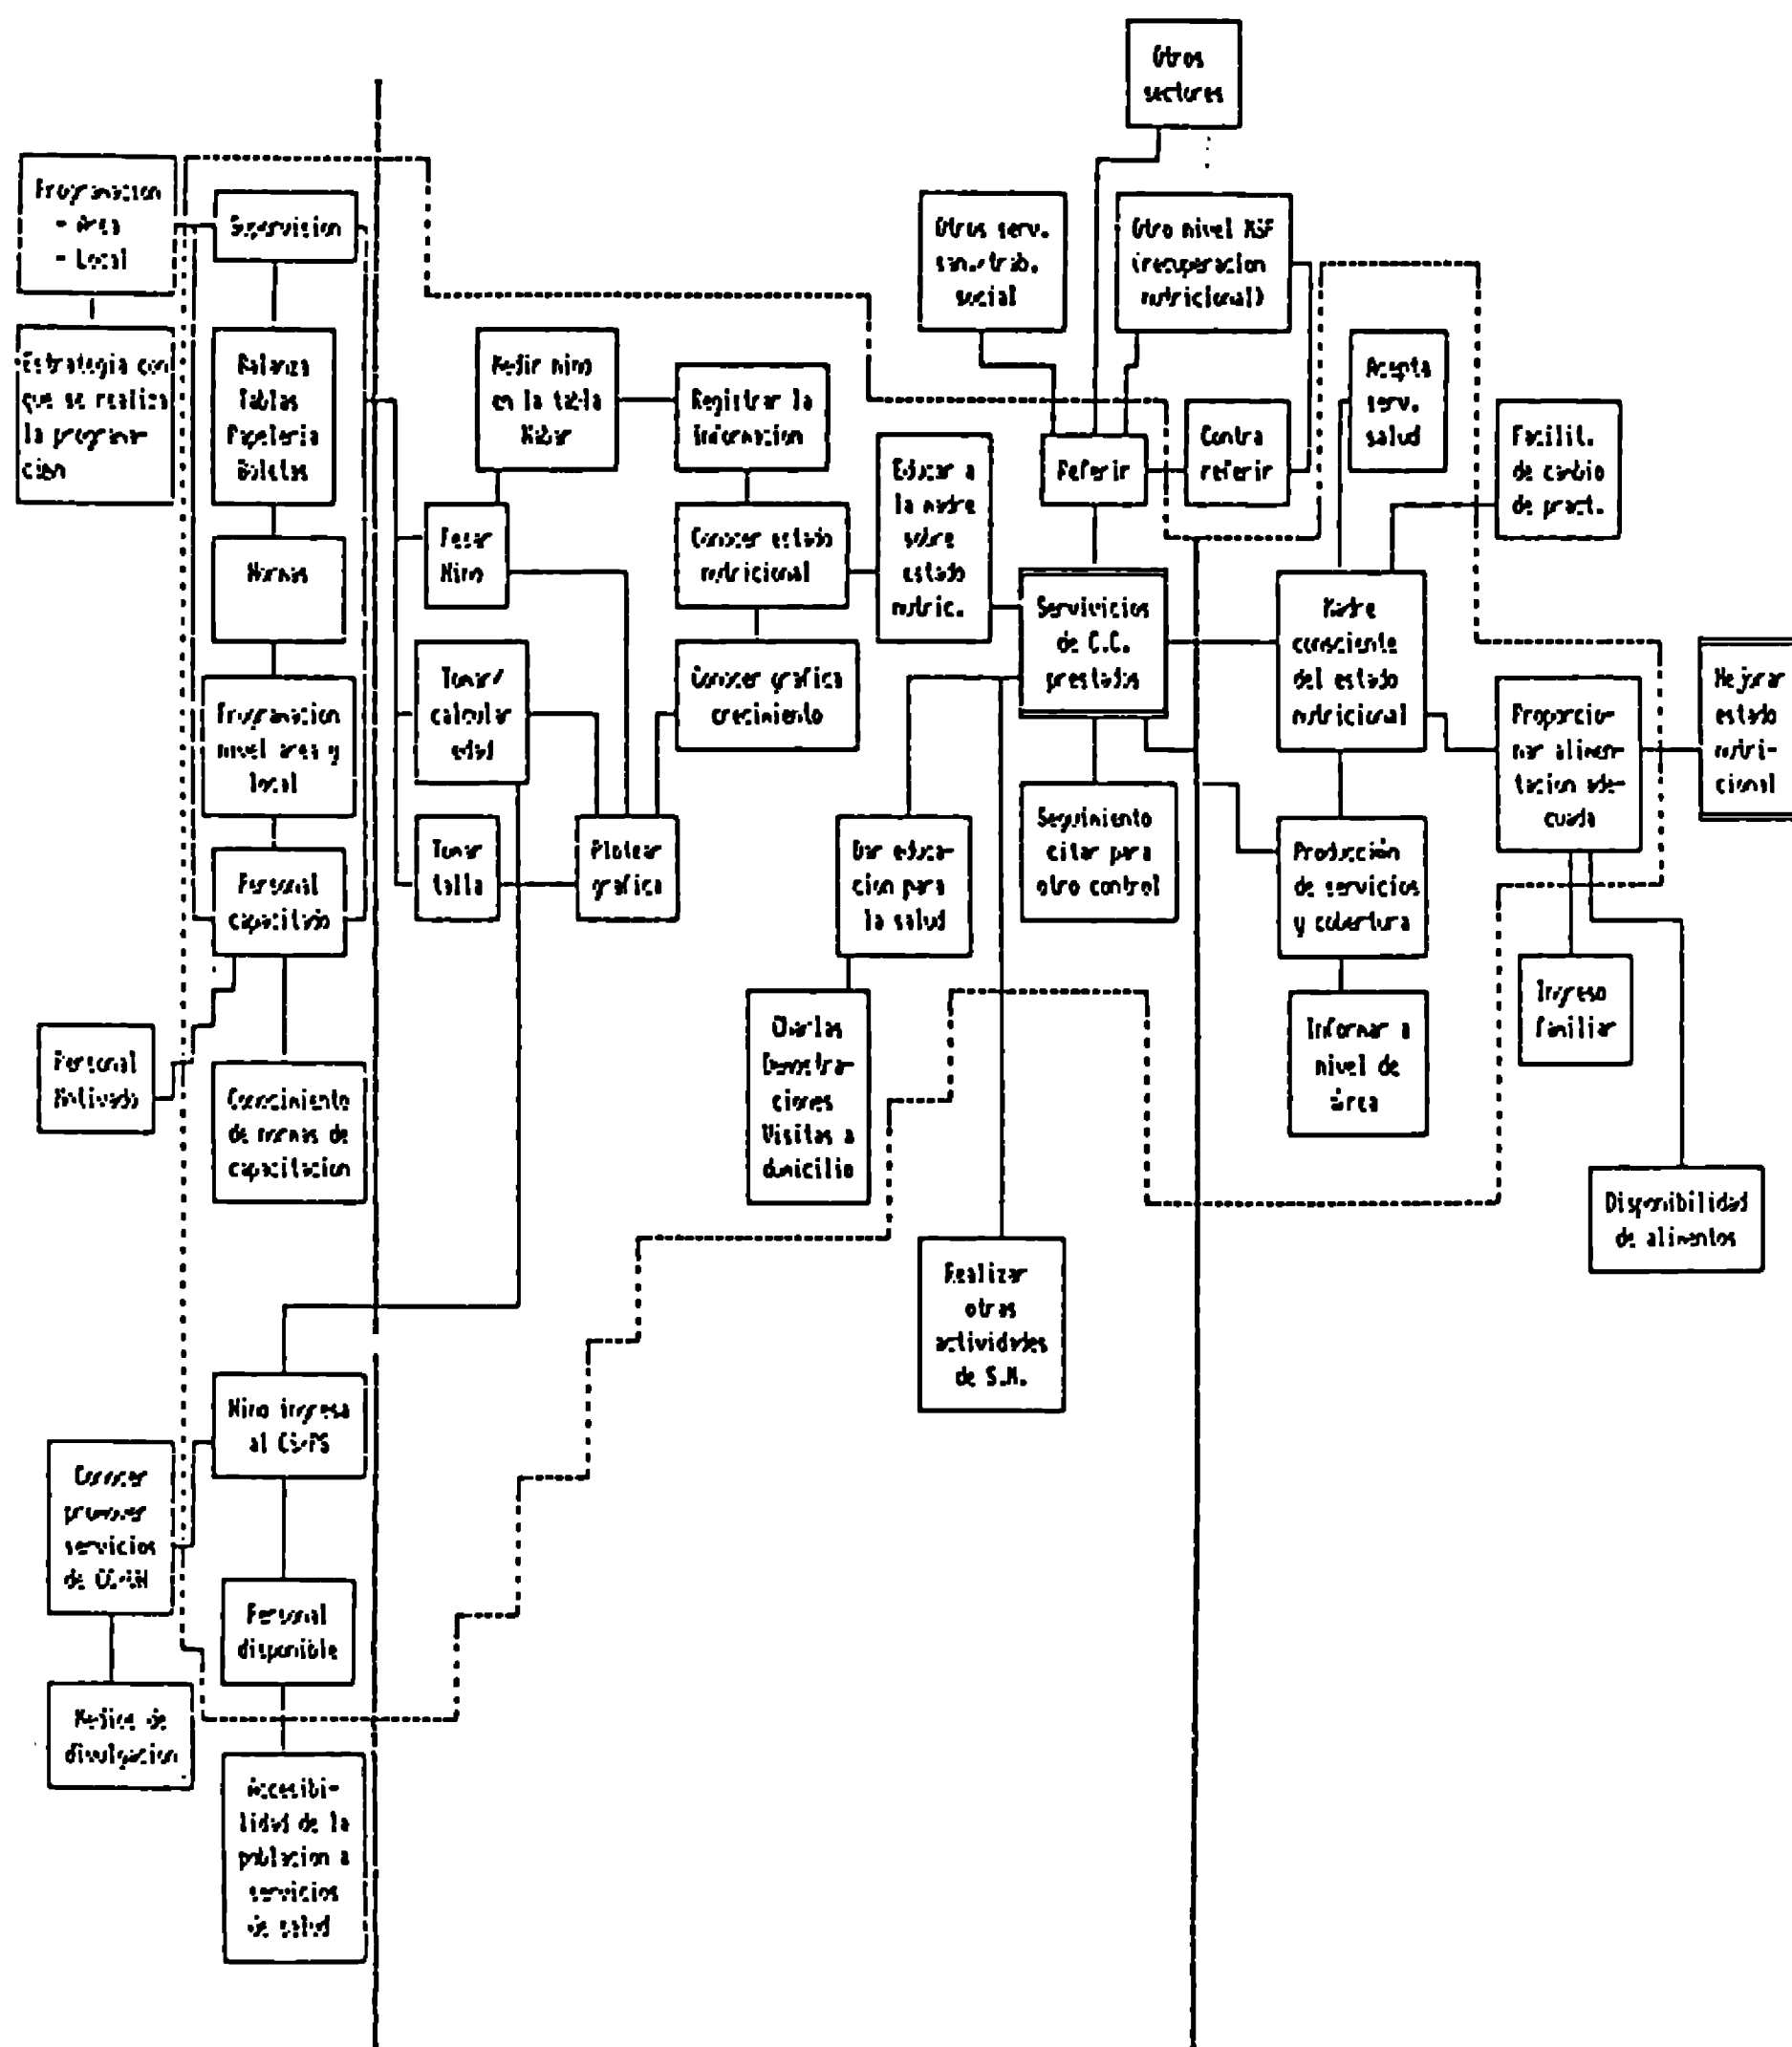 Otros
sectores
Programacion
- Area
- Local
Supervision
Otros serv.
san./trab.
social
Otro nivel
(recuperacion
nutricional)
Estrategia con
que se realiza
la programa-
cion
Balanza
Tablas
Papeleria
Boletas
Medir nino
en la tabla
Nabar
Registrar la
informacion
Educar a
la madre
sobre
estado
nutric.
Referir
Contra
referir
Acepta
serv.
salud
Facilit.
de cambio
de pract.
Normas
Pesar
Nino
Conocer estado
nutricional
Servivicios
de C.C.
prestados
Madre
consciente
del estado
nutricional
Programacion
nivel area y
local
Tomar/
calcular
edad
Conocer grafica
crecimiento
Proporcio-
nar alimen-
tacion ade-
cuada
Mejorar
estado
nutri-
cional
Personal
capacitado
Tomar
talla
Plotear
grafica
Dar educa-
cion para
la salud
Seguimiento
citar para
otro control
Producción
de servicios
y cobertura
Personal
Motivado
Conocimiento
de normas de
capacitacion
Charlas
Demostra-
ciones
Visitas a
domicilio
Informar a
nivel de
área
Ingreso
familiar
Disponibilidad
de alimentos
Realizar
otras
actividades
de S.M.
Nino ingresa
al CS/PS
Conocer
promover
servicios
de
Personal
disponible
Medios de
divulgacion
Accesibi-
lidad de la
poblacion a
servicios
de salud